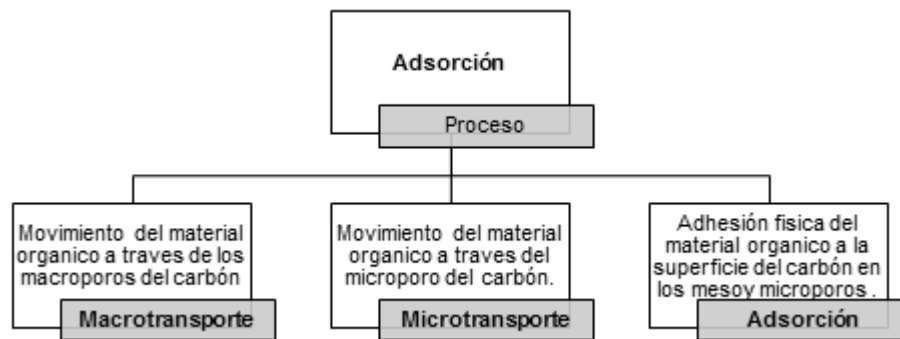 Adsorción
Proceso
Movimiento del material
organico a traves de los
macroporos del carbón
Macrotransporte
Movimiento del material
organico a traves del
microporo del carbón.
Microtransporte
Adhesión fisica del
material organico a la
superficie del carbón en
los mesoy microporos .
Adsorción